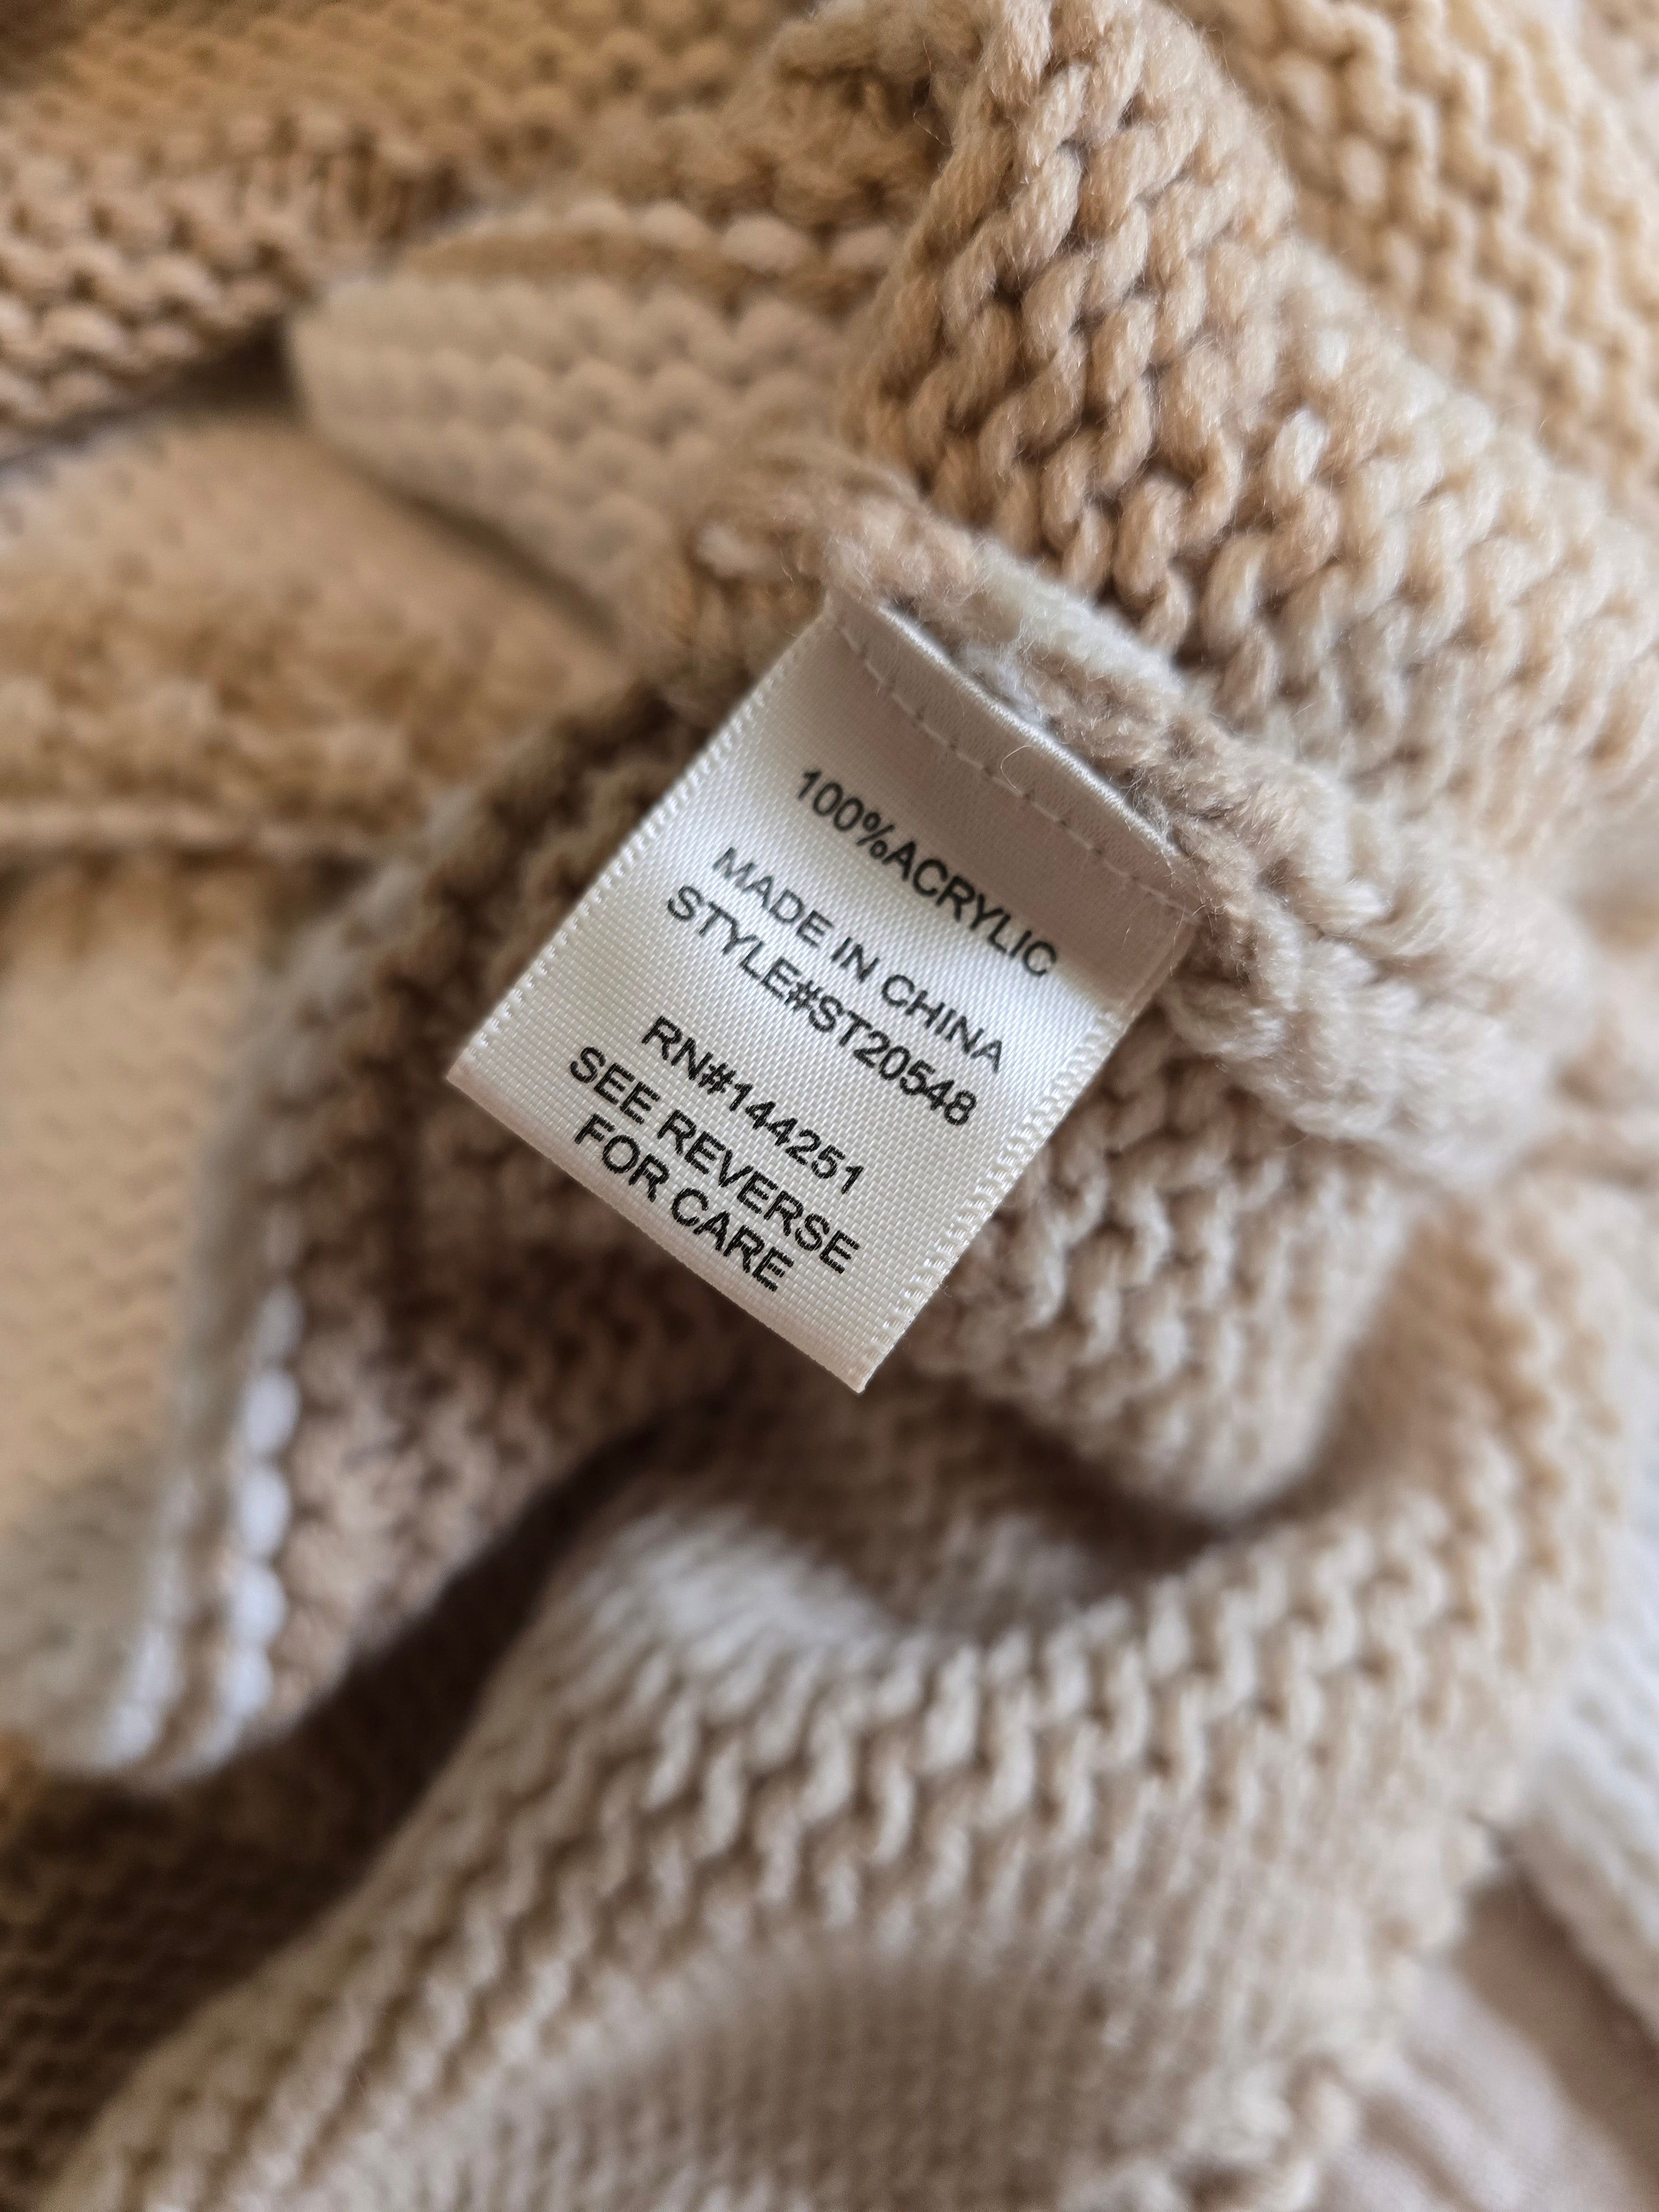 100%ACRYLIC
MADE IN CHINA
STYLE#ST20548
RN#144251
SEE REVERSE
FOR CARE